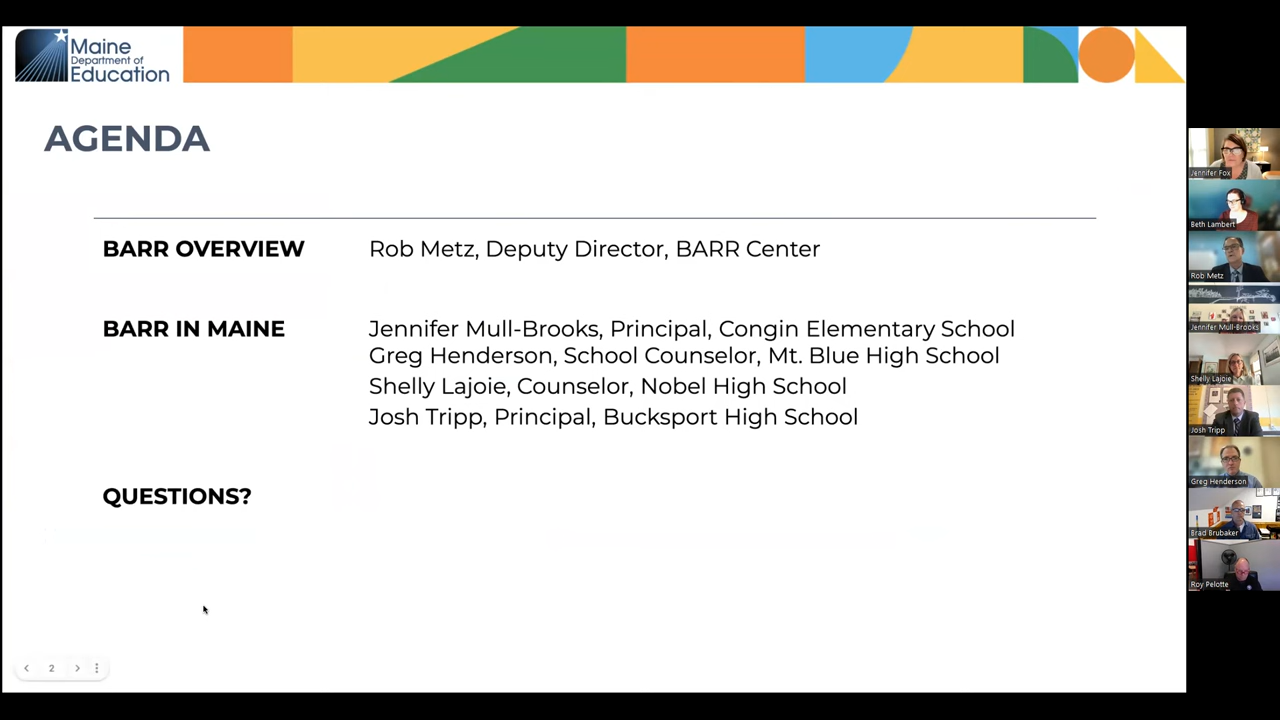 Maine
Department of
Education
AGENDA
BARR OVERVIEW
Rob Metz, Deputy Director, BARR Center
BARR IN MAINE
Jennifer Mull-Brooks, Principal, Congin Elementary School
Greg Henderson, School Counselor, Mt. Blue High School
Shelly Lajoie, Counselor, Nobel High School
Josh Tripp, Principal, Bucksport High School
QUESTIONS?
2
Jennifer Fox
Beth Lambert
Rob Metz
Jennifer Mull-Brooks
Shelly Lajoie
Josh Tripp
Greg Henderson
Brad Brubaker
Roy Pelotte